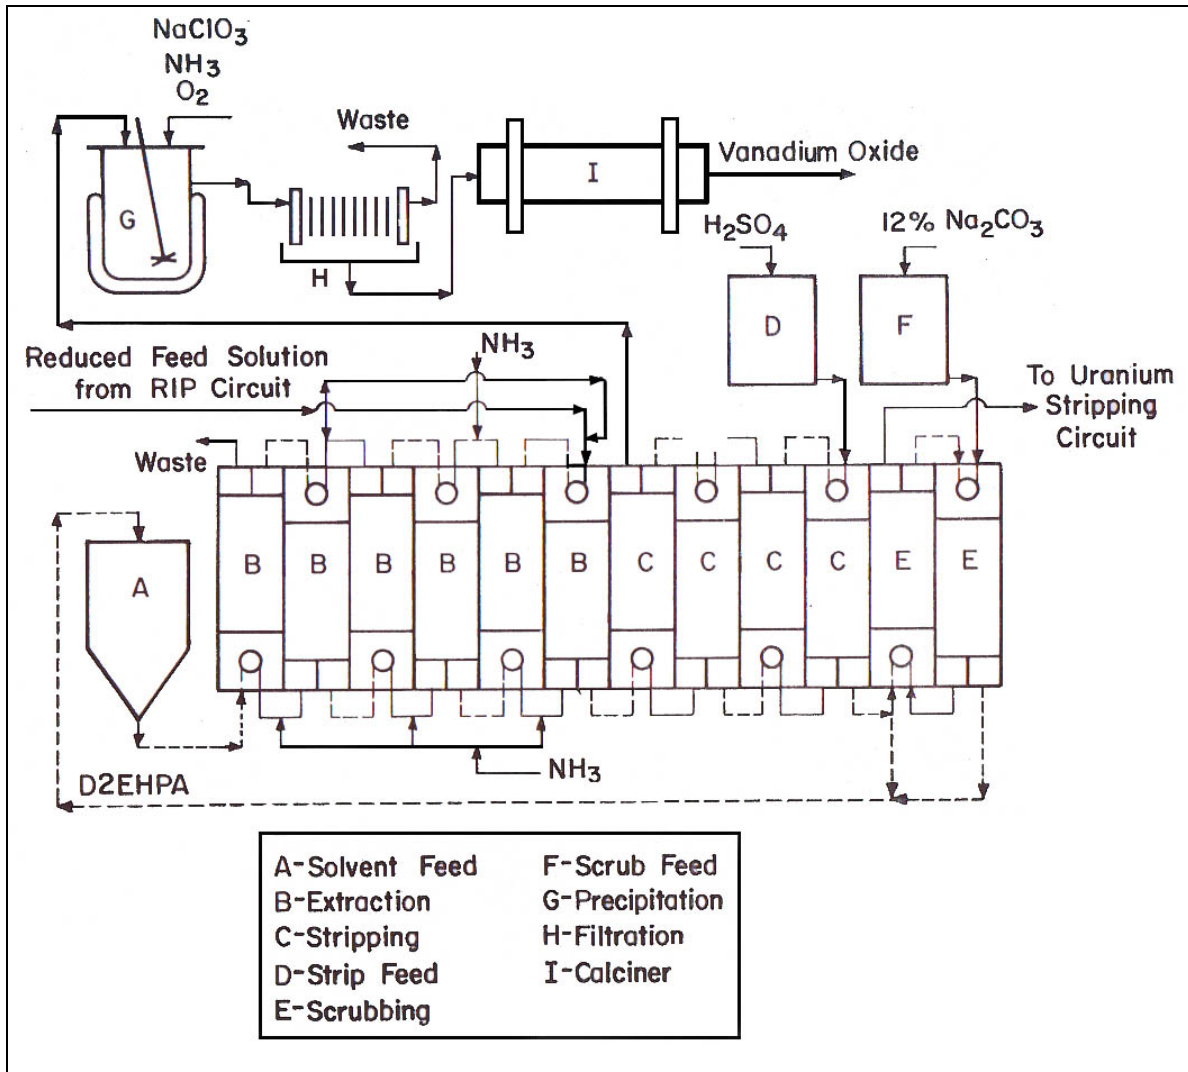 NaClO3
NH3
O2
Waste
Vanadium Oxide
I
G
H
H2SO4
12% Na2CO3
D
F
Reduced Feed Solution
from RIP Circuit
NH3
To Uranium
Stripping
Circuit
Waste
A
B B B B B B C C C C E E
D2EHPA
NH3
A-Solvent Feed
B-Extraction
C-Stripping
D-Strip Feed
E-Scrubbing
F-Scrub Feed
G-Precipitation
H-Filtration
I-Calciner